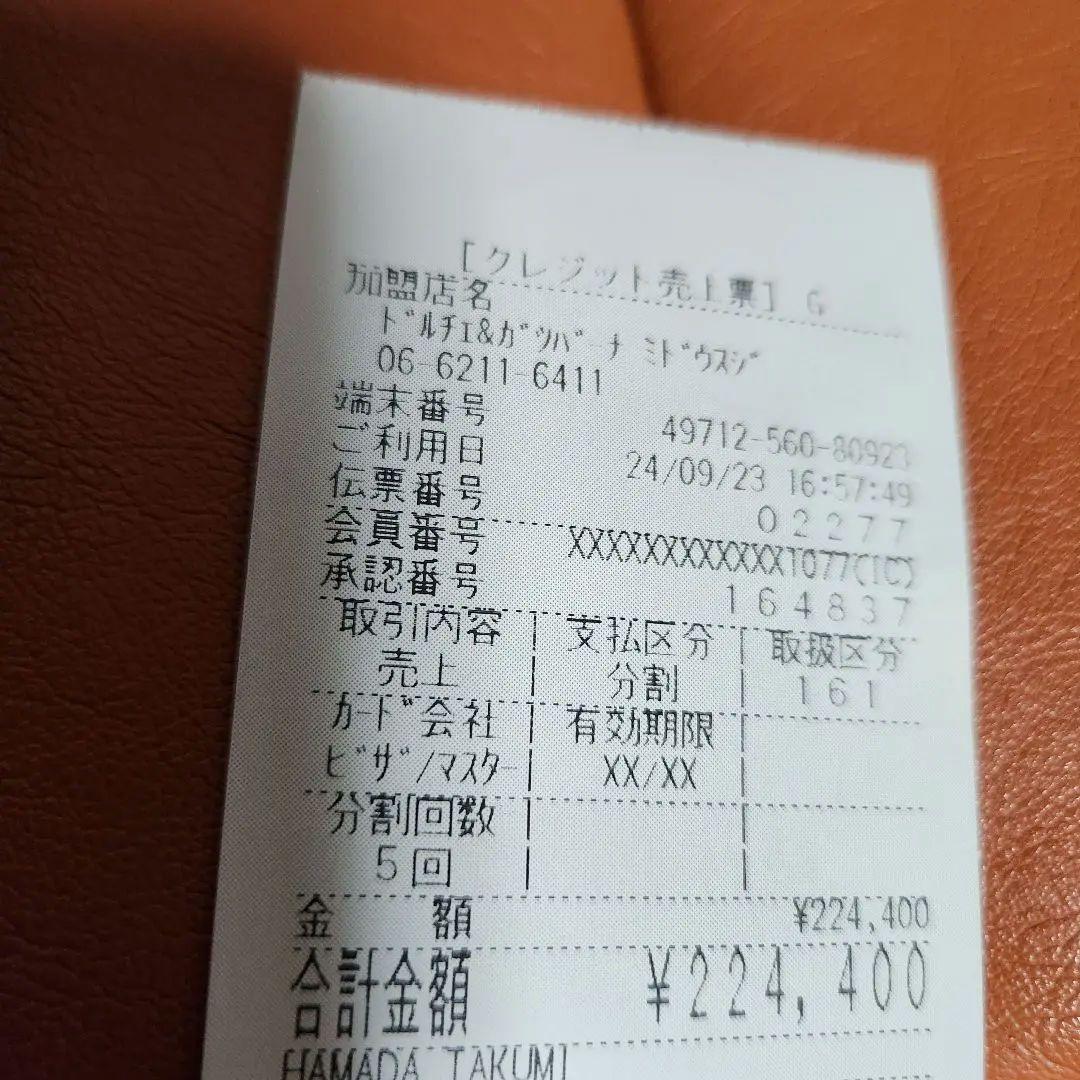 [クレジット売上票] G
加盟店名
ﾄﾞﾙﾁｪ&ｶﾞﾂﾊﾞｰﾅ ﾐﾄﾞｳｽｼﾞ
06-6211-6411
端末番号 49712-560-80923
ご利用日 24/09/23 16:57:49
伝票番号 02277
会員番号 XXXXXXXXXXXX1077(IC)
承認番号 164837
取引内容 支払区分 取扱区分
売上 分割 161
ｶｰﾄﾞ会社 有効期限
ﾋﾞｻﾞ/ﾏｽﾀｰ XX/XX
分割回数
5回
金 額 ¥224,400
合計金額 ¥224,400
HAMADA TAKUMI